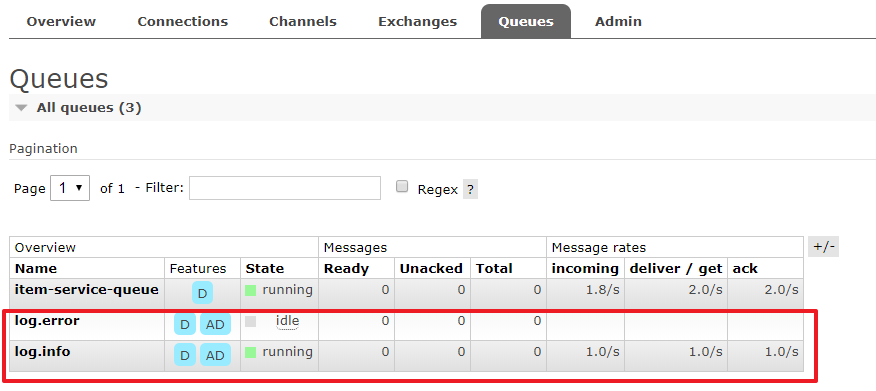 Overview Connections Channels Exchanges Queues Admin
Queues
All queues (3)
Pagination
Page 1 of 1 - Filter: Regex ?
Overview Messages Message rates +/-
Name Features State Ready Unacked Total incoming deliver / get ack
item-service-queue D running 0 0 0 1.8/s 2.0/s 2.0/s
log.error D AD idle 0 0 0
log.info D AD running 0 0 0 1.0/s 1.0/s 1.0/s